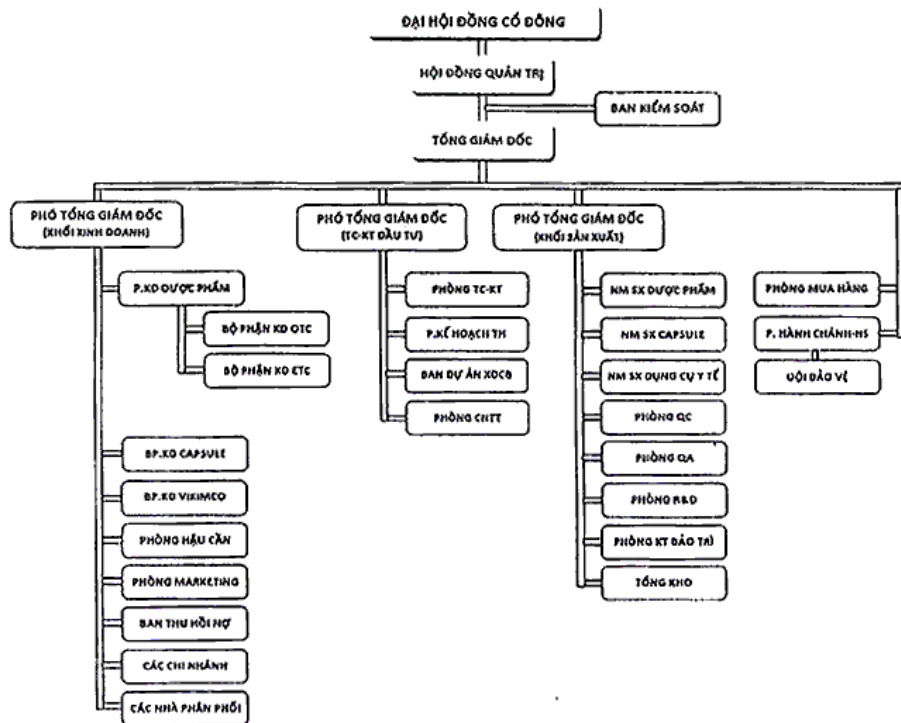 ĐẠI HỘI ĐỒNG CỔ ĐÔNG
HỘI ĐỒNG QUẢN TRỊ
BAN KIỂM SOÁT
TỔNG GIÁM ĐỐC
PHÓ TỔNG GIÁM ĐỐC
(KHỐI KINH DOANH)
P.KD DƯỢC PHẨM
BỘ PHẬN KD OTC
BỘ PHẬN KD ETC
BP.KD CAPSULE
BP.KD VIKIMCO
PHÒNG HẬU CẦN
PHÒNG MARKETING
BAN THU HỒI NỢ
CÁC CHI NHÁNH
CÁC NHÀ PHÂN PHỐI
PHÓ TỔNG GIÁM ĐỐC
(TC-KT ĐẦU TƯ)
PHÒNG TC-KT
P.KẾ HOẠCH TH
BAN DỰ ÁN XDCB
PHÒNG CNTT
PHÓ TỔNG GIÁM ĐỐC
(KHỐI SẢN XUẤT)
NM SX DƯỢC PHẨM
NM SX CAPSULE
NM SX DỤNG CỤ Y TẾ
PHÒNG QC
PHÒNG QA
PHÒNG R&D
PHÒNG KT BẢO TRÌ
TỔNG KHO
PHÒNG MUA HÀNG
P. HÀNH CHÁNH-NS
ĐỘI BẢO VỆ